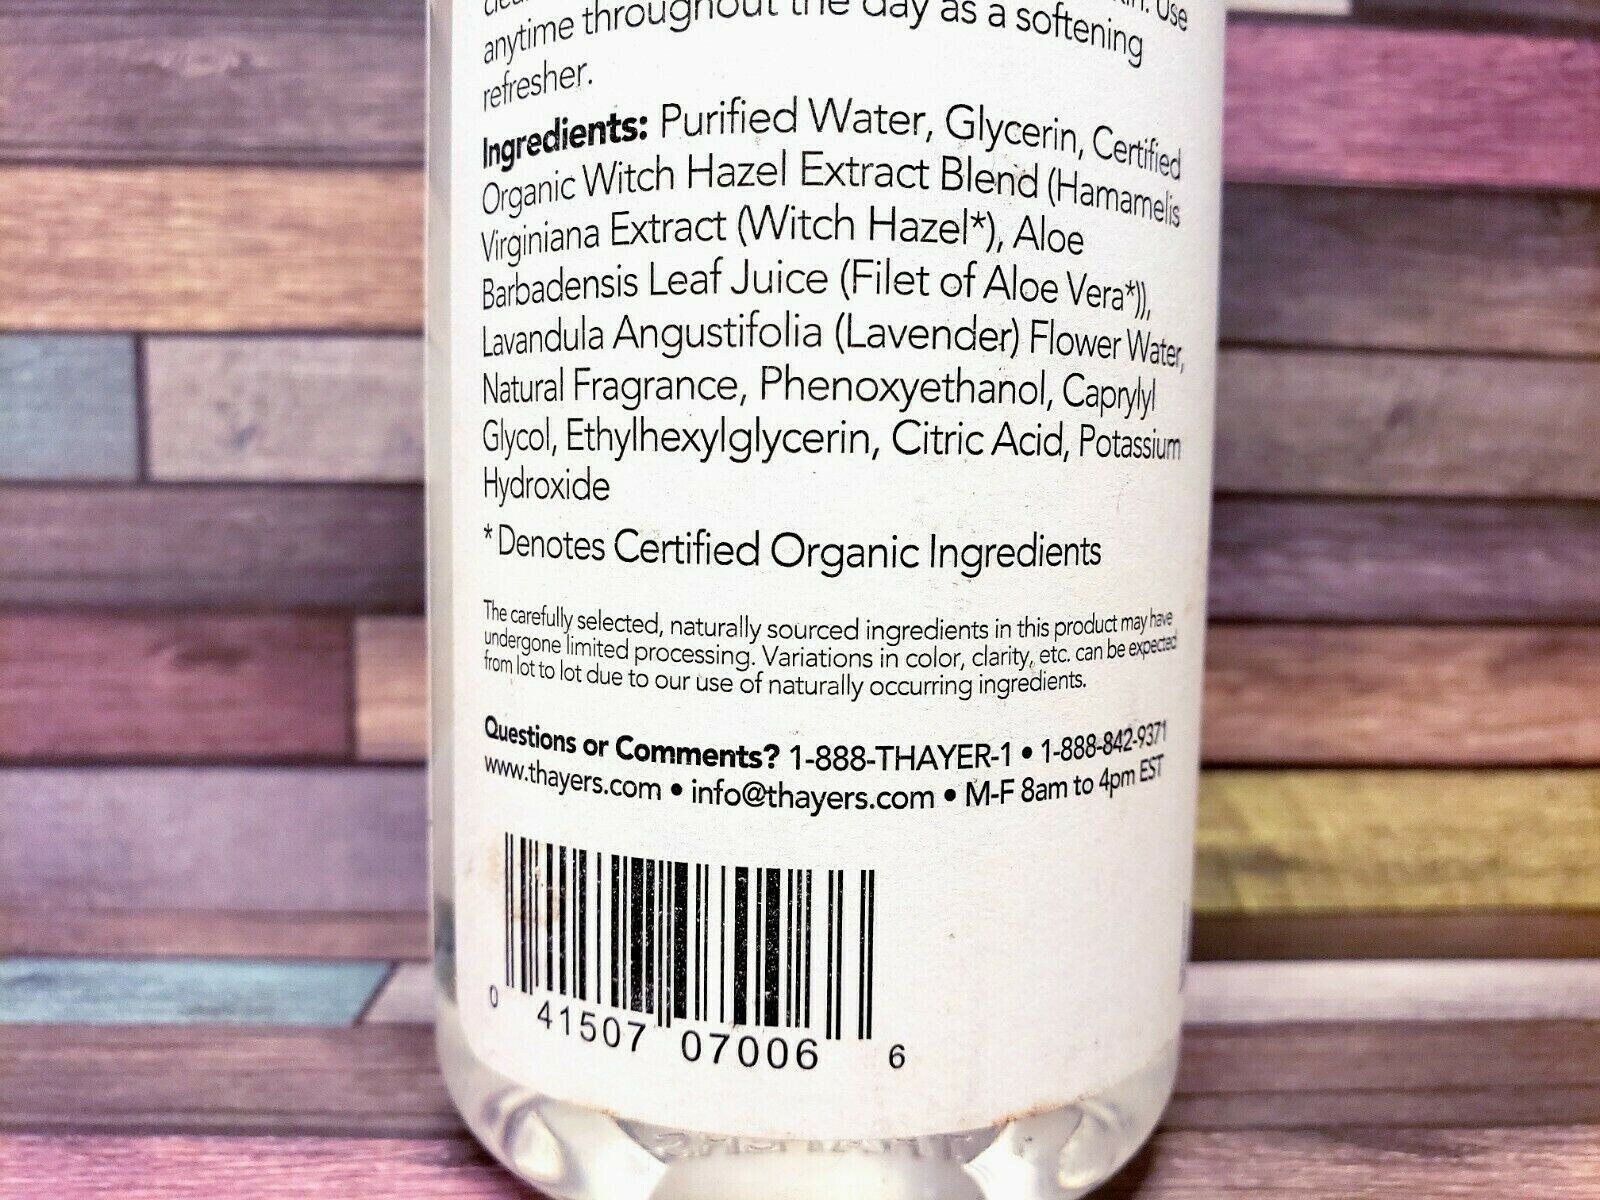 Use
anytime throughout the day as a softening
refresher.
Ingredients: Purified Water, Glycerin, Certified
Organic Witch Hazel Extract Blend (Hamamelis
Virginiana Extract (Witch Hazel*), Aloe
Barbadensis Leaf Juice (Filet of Aloe Vera*)),
Lavandula Angustifolia (Lavender) Flower Water,
Natural Fragrance, Phenoxyethanol, Caprylyl
Glycol, Ethylhexylglycerin, Citric Acid, Potassium
Hydroxide
* Denotes Certified Organic Ingredients
The carefully selected, naturally sourced ingredients in this product may have
undergone limited processing. Variations in color, clarity, etc. can be expected
from lot to lot due to our use of naturally occurring ingredients.
Questions or Comments? 1-888-THAYER-1 • 1-888-842-9371
www.thayers.com • info@thayers.com • M-F 8am to 4pm EST
0 41507 07006 6